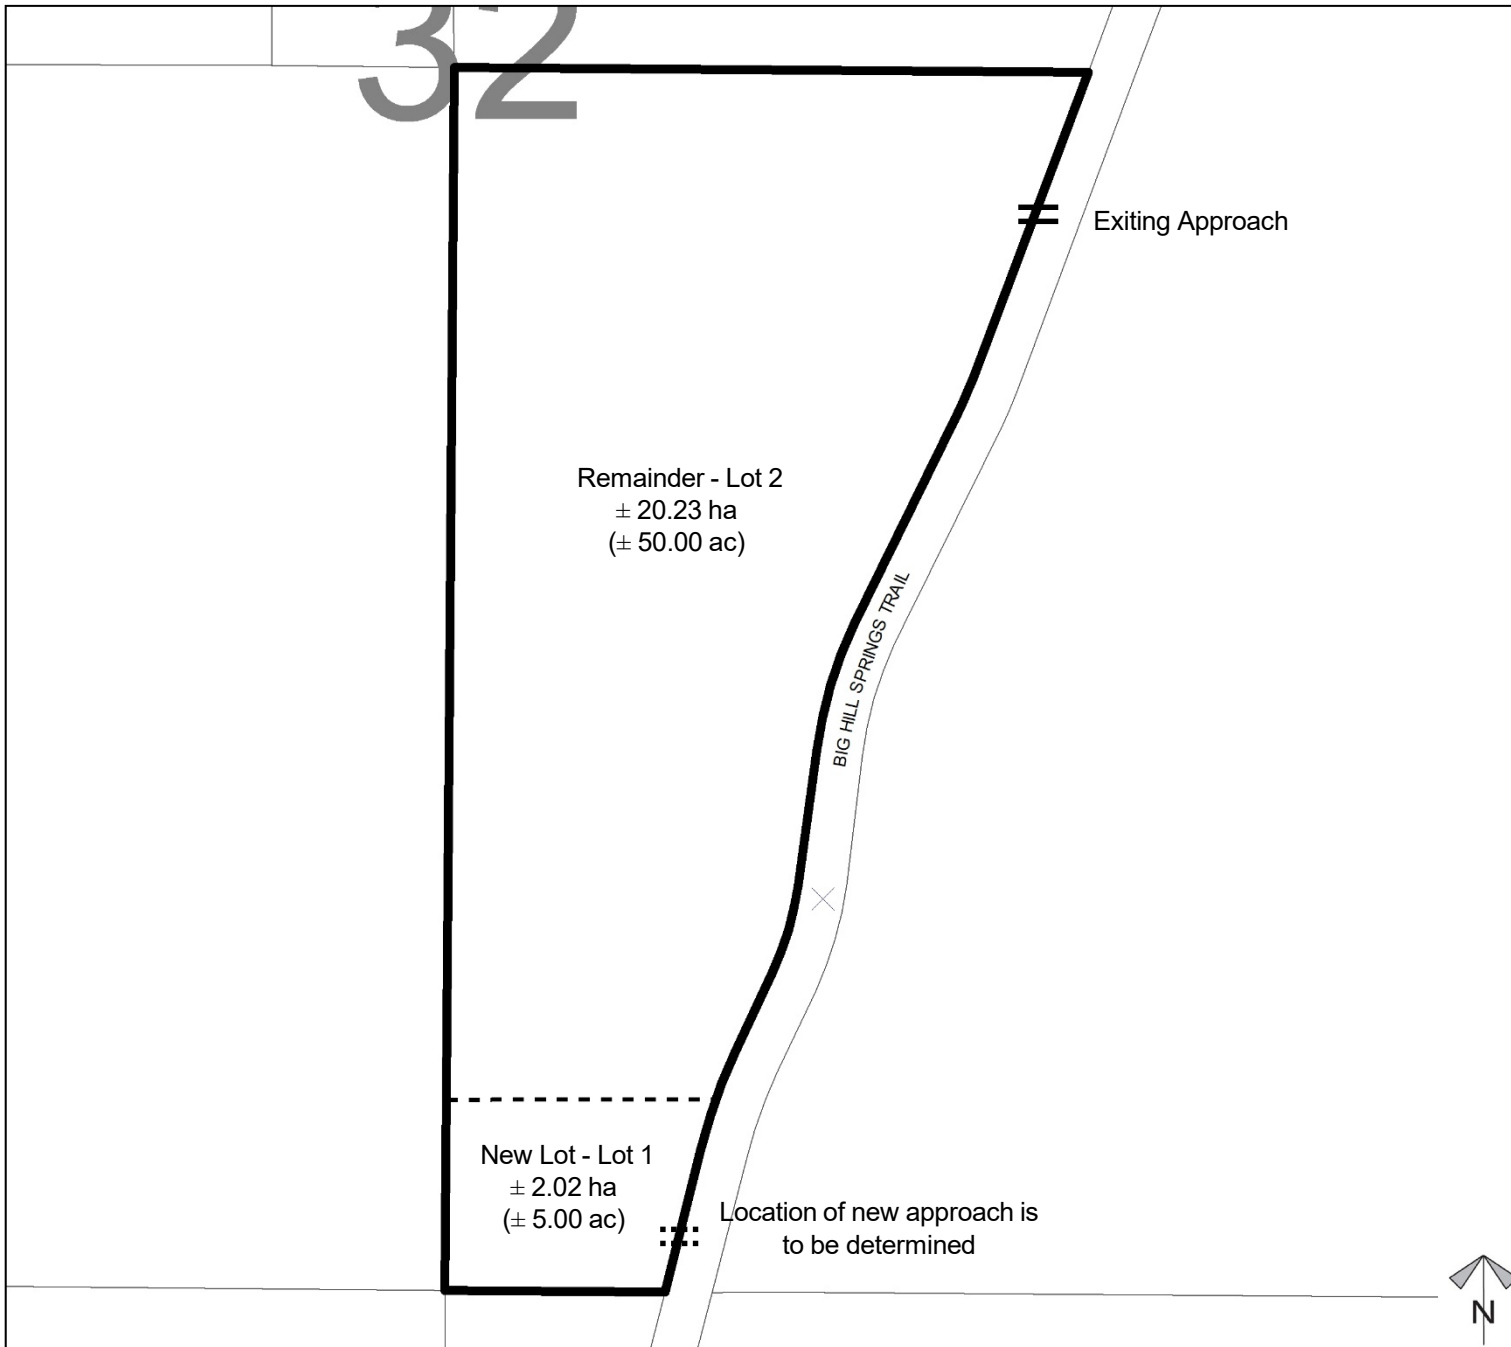 32
Exiting Approach
Remainder - Lot 2
± 20.23 ha
(± 50.00 ac)
BIG HILL SPRINGS TRAIL
New Lot - Lot 1
± 2.02 ha
(± 5.00 ac)
Location of new approach is
to be determined
N